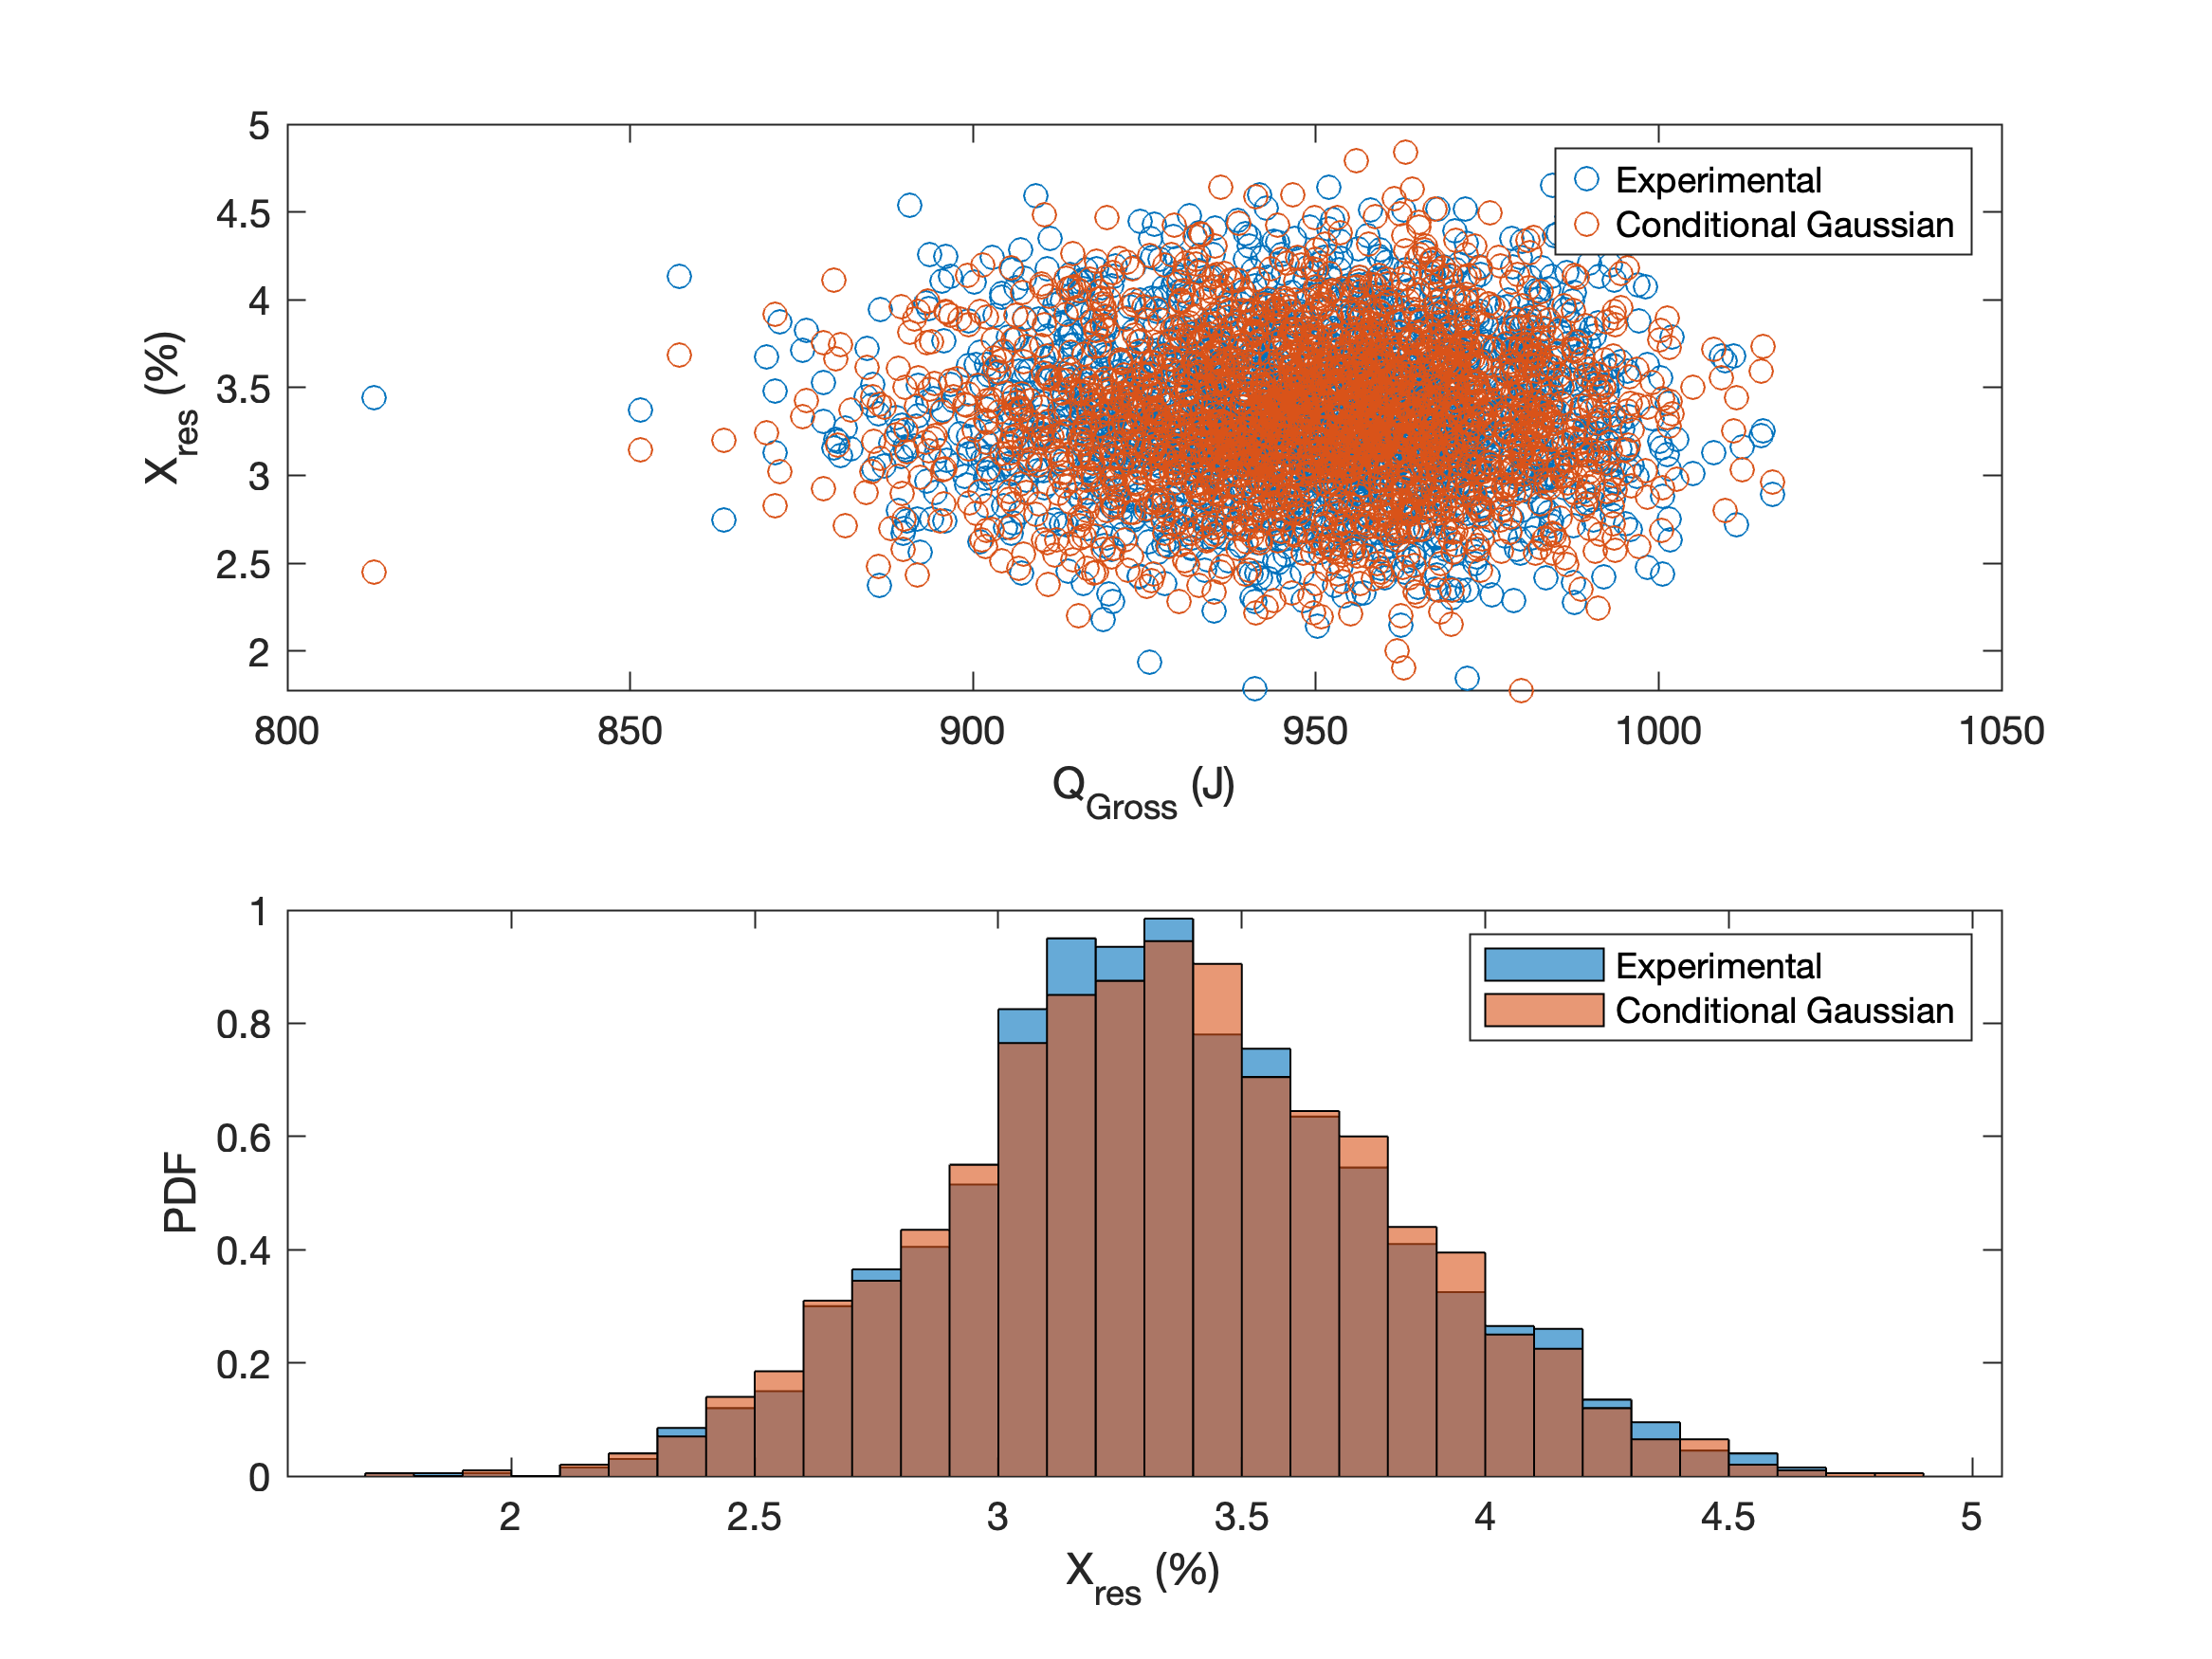 5
4.5
4
3.5
3
2.5
2
X_res (%)
Experimental
Conditional Gaussian
800 850 900 950 1000 1050
Q_Gross (J)
1
0.8
0.6
0.4
0.2
0
PDF
Experimental
Conditional Gaussian
2 2.5 3 3.5 4 4.5 5
X_res (%)